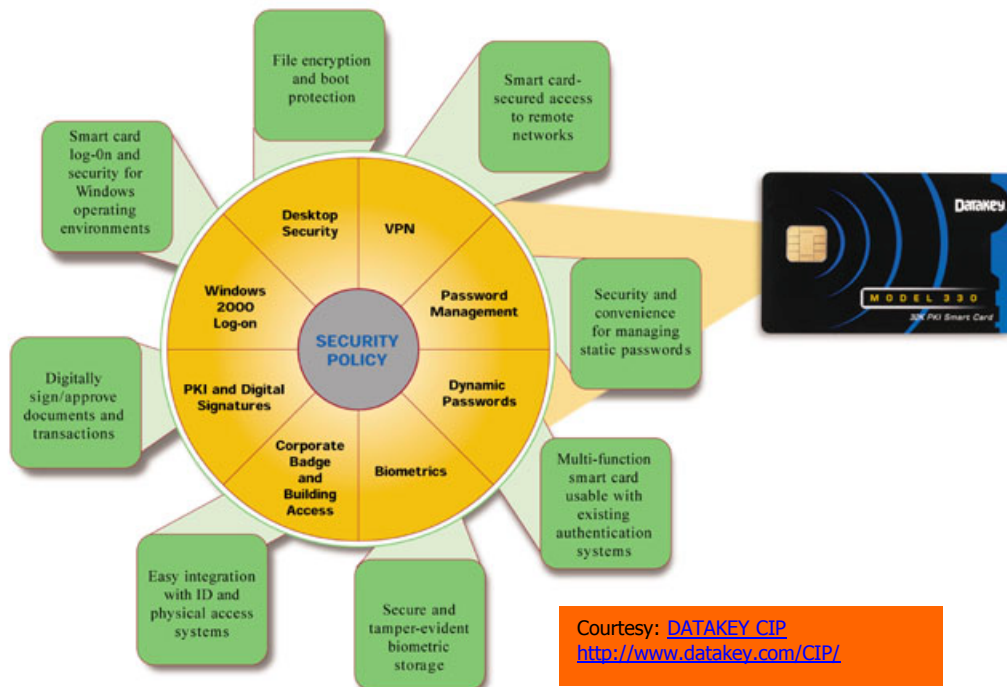 File encryption
and boot
protection
Smart card-
secured access
to remote
networks
Smart card
log-0n and
security for
Windows
operating
environments
Desktop
Security
VPN
Windows
2000
Log-on
Password
Management
SECURITY
POLICY
PKI and Digital
Signatures
Dynamic
Passwords
Corporate
Badge
and
Building
Access
Biometrics
Datakey
MODEL 330
32K PKI Smart Card
Security and
convenience
for managing
static passwords
Digitally
sign/approve
documents and
transactions
Multi-function
smart card
usable with
existing
authentication
systems
Easy integration
with ID and
physical access
systems
Secure and
tamper-evident
biometric
storage
Courtesy: DATAKEY CIP
http://www.datakey.com/CIP/